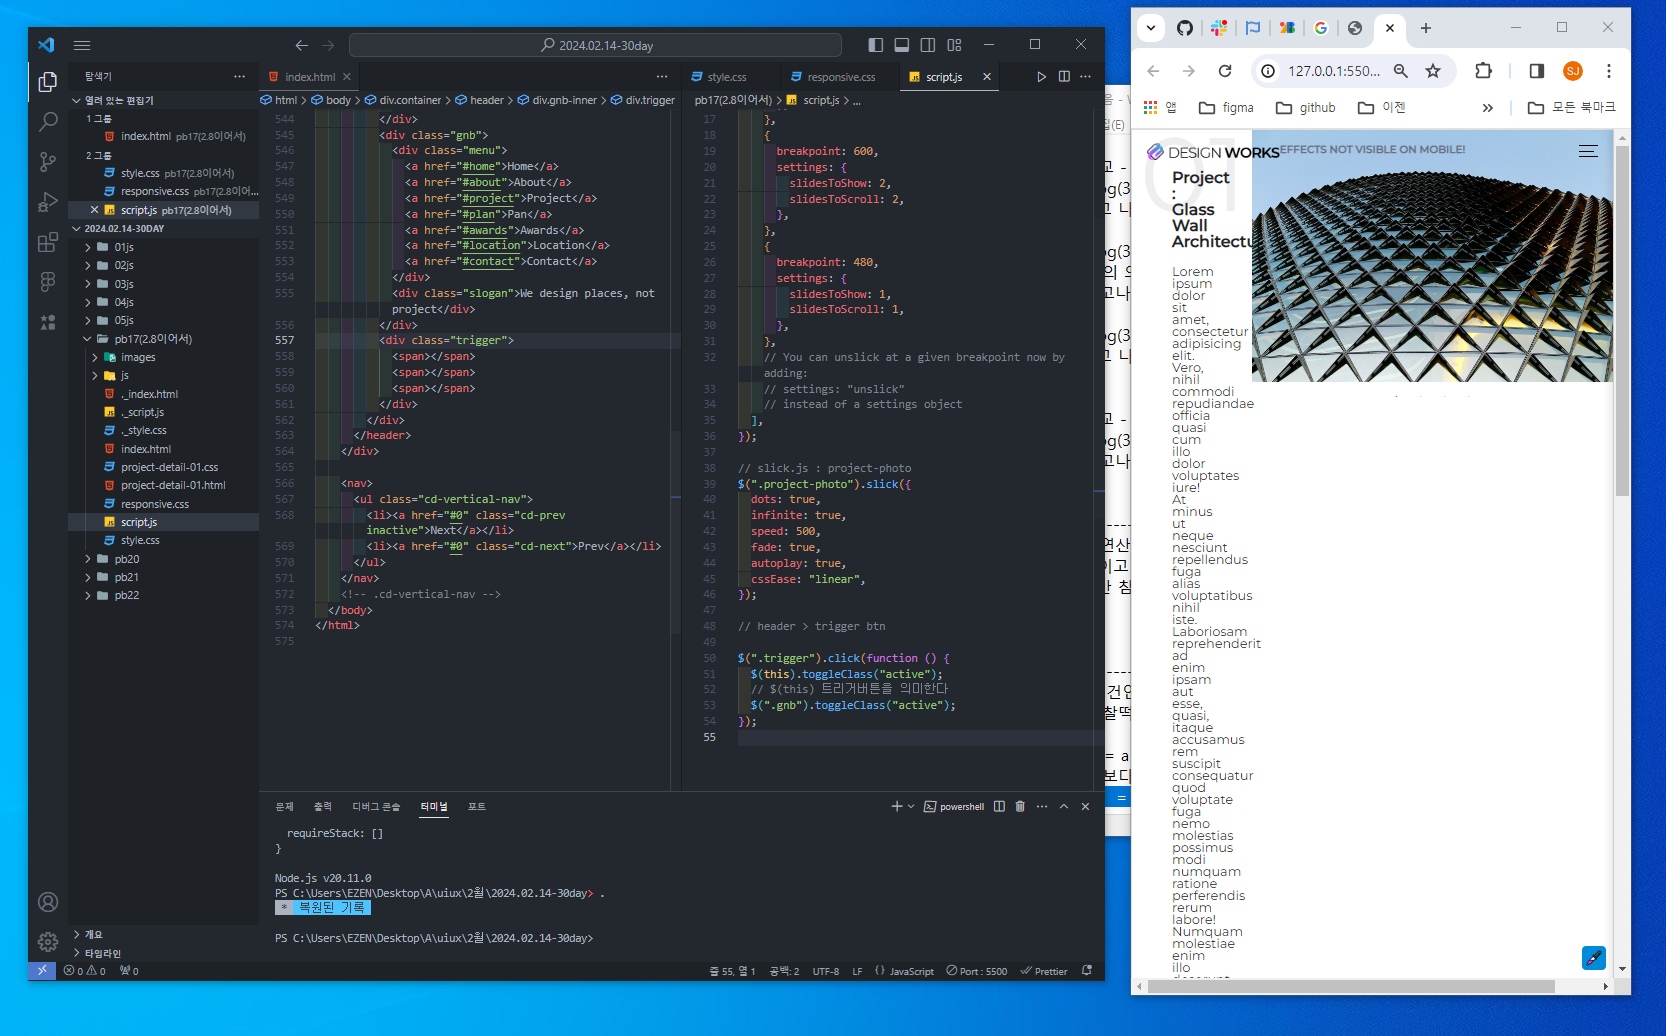 2024.02.14-30day
탐색기
열려 있는 편집기
1 그룹
index.html pb17(2.8이어서)
2 그룹
style.css pb17(2.8이어서)
responsive.css pb17(2.8이어...
script.js pb17(2.8이어서)
2024.02.14-30DAY
01js
02js
03js
04js
05js
pb17(2.8이어서)
images
js
._index.html
._script.js
._style.css
index.html
project-detail-01.css
project-detail-01.html
responsive.css
script.js
style.css
pb20
pb21
pb22
개요
타임라인
index.html
html > body > div.container > header > div.gnb-inner > div.trigger
544 </div>
545 <div class="gnb">
546 <div class="menu">
547 <a href="#home">Home</a>
548 <a href="#about">About</a>
549 <a href="#project">Project</a>
550 <a href="#plan">Pan</a>
551 <a href="#awards">Awards</a>
552 <a href="#location">Location</a>
553 <a href="#contact">Contact</a>
554 </div>
555 <div class="slogan">We design places, not
project</div>
556 </div>
557 <div class="trigger">
558 <span></span>
559 <span></span>
560 <span></span>
561 </div>
562 </div>
563 </header>
564 </div>
565
566 <nav>
567 <ul class="cd-vertical-nav">
568 <li><a href="#0" class="cd-prev
inactive">Next</a></li>
569 <li><a href="#0" class="cd-next">Prev</a></li>
570 </ul>
571 </nav>
572 <!-- .cd-vertical-nav -->
573 </body>
574 </html>
575
style.css responsive.css script.js
pb17(2.8이어서) > script.js > ...
17 },
18 {
19 breakpoint: 600,
20 settings: {
21 slidesToShow: 2,
22 slidesToScroll: 2,
23 },
24 },
25 {
26 breakpoint: 480,
27 settings: {
28 slidesToShow: 1,
29 slidesToScroll: 1,
30 },
31 },
32 // You can unslick at a given breakpoint now by
adding:
33 // settings: "unslick"
34 // instead of a settings object
35 ],
36 });
37
38 // slick.js : project-photo
39 $(".project-photo").slick({
40 dots: true,
41 infinite: true,
42 speed: 500,
43 fade: true,
44 autoplay: true,
45 cssEase: "linear",
46 });
47
48 // header > trigger btn
49
50 $(".trigger").click(function () {
51 $(this).toggleClass("active");
52 // $(this) 트리거버튼을 의미한다
53 $(".gnb").toggleClass("active");
54 });
55
문제 출력 디버그 콘솔 터미널 포트
powershell
requireStack: []
}
Node.js v20.11.0
PS C:\Users\EZEN\Desktop\A\uiux\2월\2024.02.14-30day> .
* 복원된 기록
PS C:\Users\EZEN\Desktop\A\uiux\2월\2024.02.14-30day>
0 0 0
줄 55, 열 1 공백: 2 UTF-8 LF {} JavaScript Port : 5500 Prettier
127.0.0.1:550...
SJ
앱 figma github 이젠 » 모든 북마크
DESIGN WORKS
EFFECTS NOT VISIBLE ON MOBILE!
Project
:
Glass
Wall
Architectu
Lorem
ipsum
dolor
sit
amet,
consectetur
adipisicing
elit.
Vero,
nihil
commodi
repudiandae
officia
quasi
cum
illo
dolor
voluptates
iure!
At
minus
ut
neque
nesciunt
repellendus
fuga
alias
voluptatibus
nihil
iste.
Laboriosam
reprehenderit
ad
enim
ipsam
aut
esse,
quasi,
itaque
accusamus
rem
suscipit
consequatur
quod
voluptate
fuga
nemo
molestias
possimus
modi
numquam
ratione
perferendis
rerum
labore!
Numquam
molestiae
enim
illo